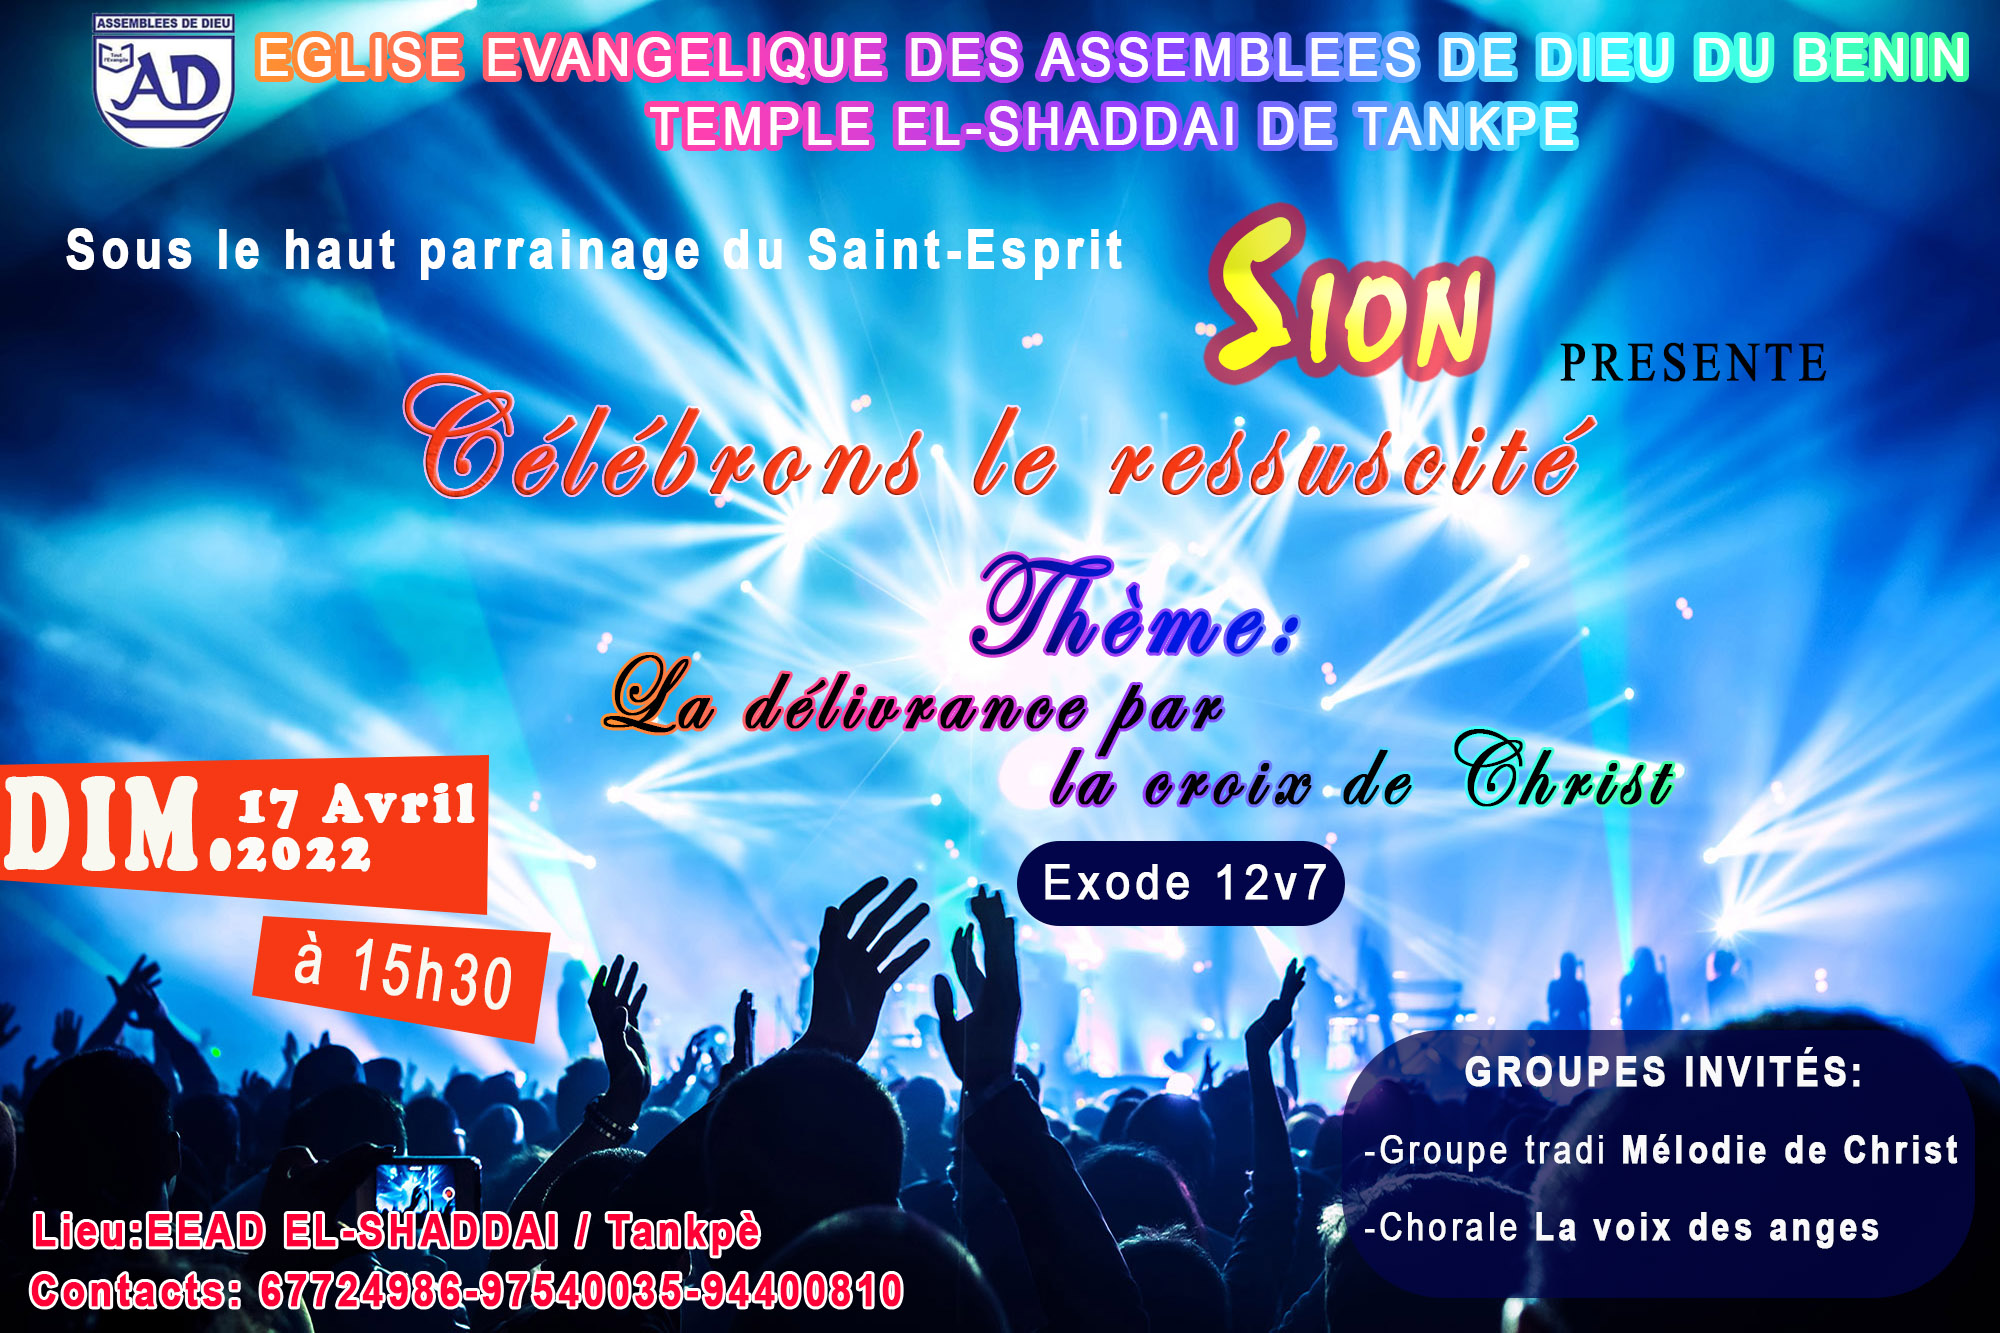 ASSEMBLEES DE DIEU
Tout l'Evangile
AD
EGLISE EVANGELIQUE DES ASSEMBLEES DE DIEU DU BENIN
TEMPLE EL-SHADDAI DE TANKPE
Sous le haut parrainage du Saint-Esprit
SION
PRESENTE
Célébrons le ressuscité
Thème:
La délivrance par
la croix de Christ
Exode 12v7
DIM. 17 Avril
2022
à 15h30
GROUPES INVITÉS:
-Groupe tradi Mélodie de Christ
-Chorale La voix des anges
Lieu:EEAD EL-SHADDAI / Tankpè
Contacts: 67724986-97540035-94400810